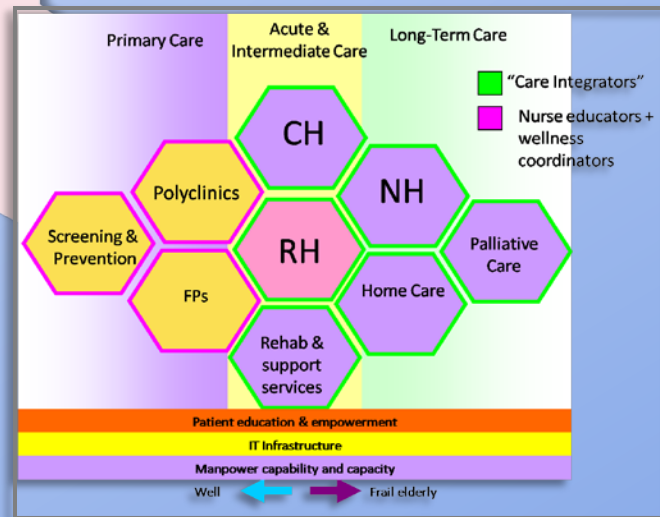 Primary Care
Acute &
Intermediate Care
Long-Term Care
"Care Integrators"
Nurse educators +
wellness
coordinators
CH
Polyclinics
NH
Screening &
Prevention
RH
Palliative
Care
FPs
Home Care
Rehab &
support
services
Patient education & empowerment
IT Infrastructure
Manpower capability and capacity
Well
Frail elderly